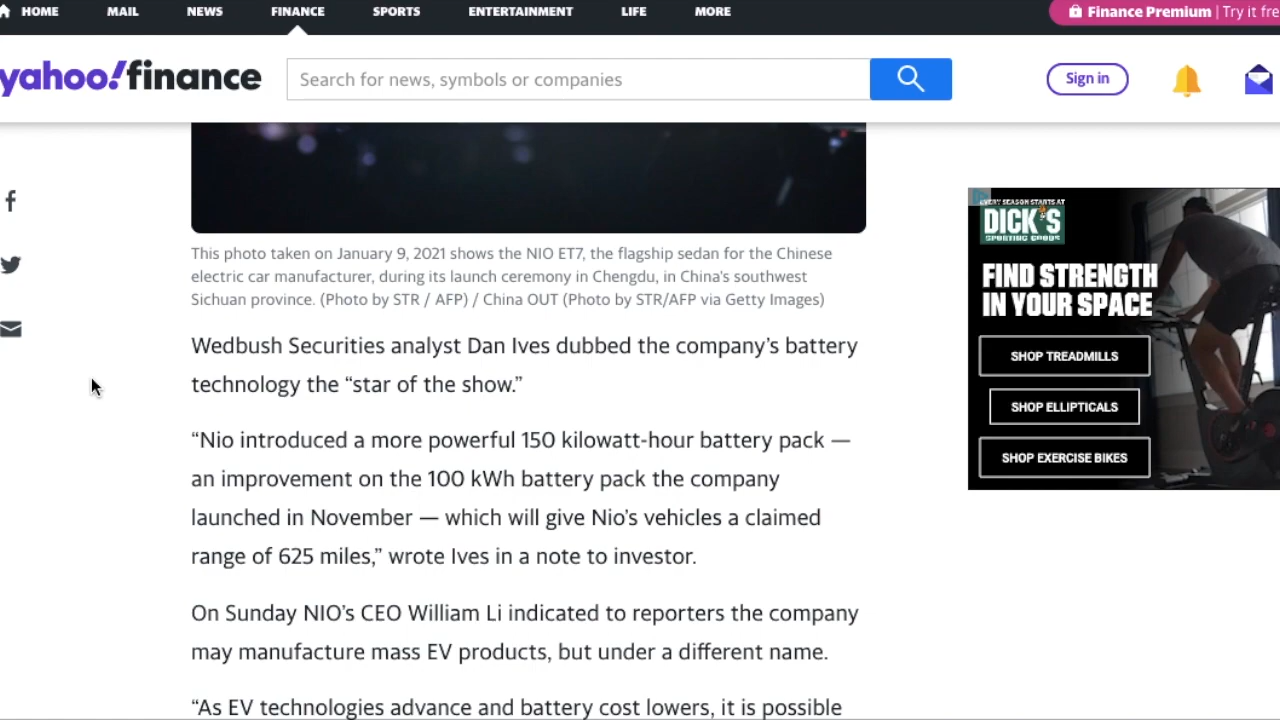 HOME MAIL NEWS FINANCE SPORTS ENTERTAINMENT LIFE MORE Finance Premium | Try it fre
yahoo!finance Search for news, symbols or companies Sign in
This photo taken on January 9, 2021 shows the NIO ET7, the flagship sedan for the Chinese
electric car manufacturer, during its launch ceremony in Chengdu, in China's southwest
Sichuan province. (Photo by STR / AFP) / China OUT (Photo by STR/AFP via Getty Images)
Wedbush Securities analyst Dan Ives dubbed the company’s battery
technology the “star of the show.”
“Nio introduced a more powerful 150 kilowatt-hour battery pack —
an improvement on the 100 kWh battery pack the company
launched in November — which will give Nio’s vehicles a claimed
range of 625 miles,” wrote Ives in a note to investor.
On Sunday NIO’s CEO William Li indicated to reporters the company
may manufacture mass EV products, but under a different name.
“As EV technologies advance and battery cost lowers, it is possible
EVERY SEASON STARTS AT
DICK'S
SPORTING GOODS
FIND STRENGTH
IN YOUR SPACE
SHOP TREADMILLS
SHOP ELLIPTICALS
SHOP EXERCISE BIKES